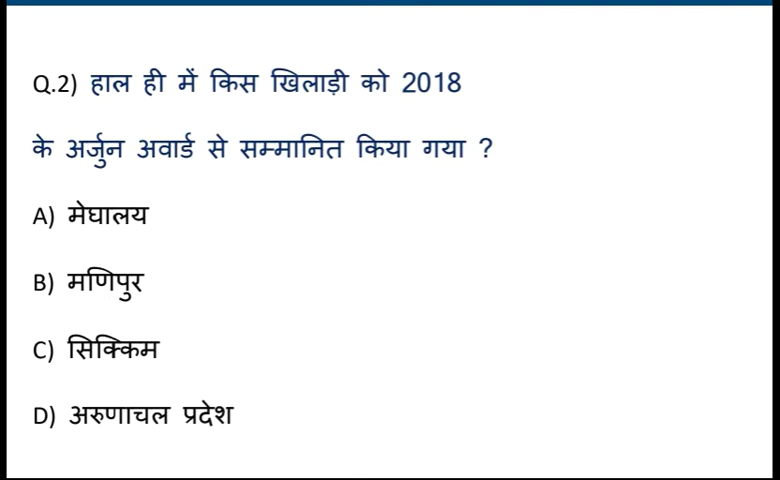 Q.2) हाल ही में किस खिलाड़ी को 2018
के अर्जुन अवार्ड से सम्मानित किया गया ?
A) मेघालय
B) मणिपुर
C) सिक्किम
D) अरुणाचल प्रदेश